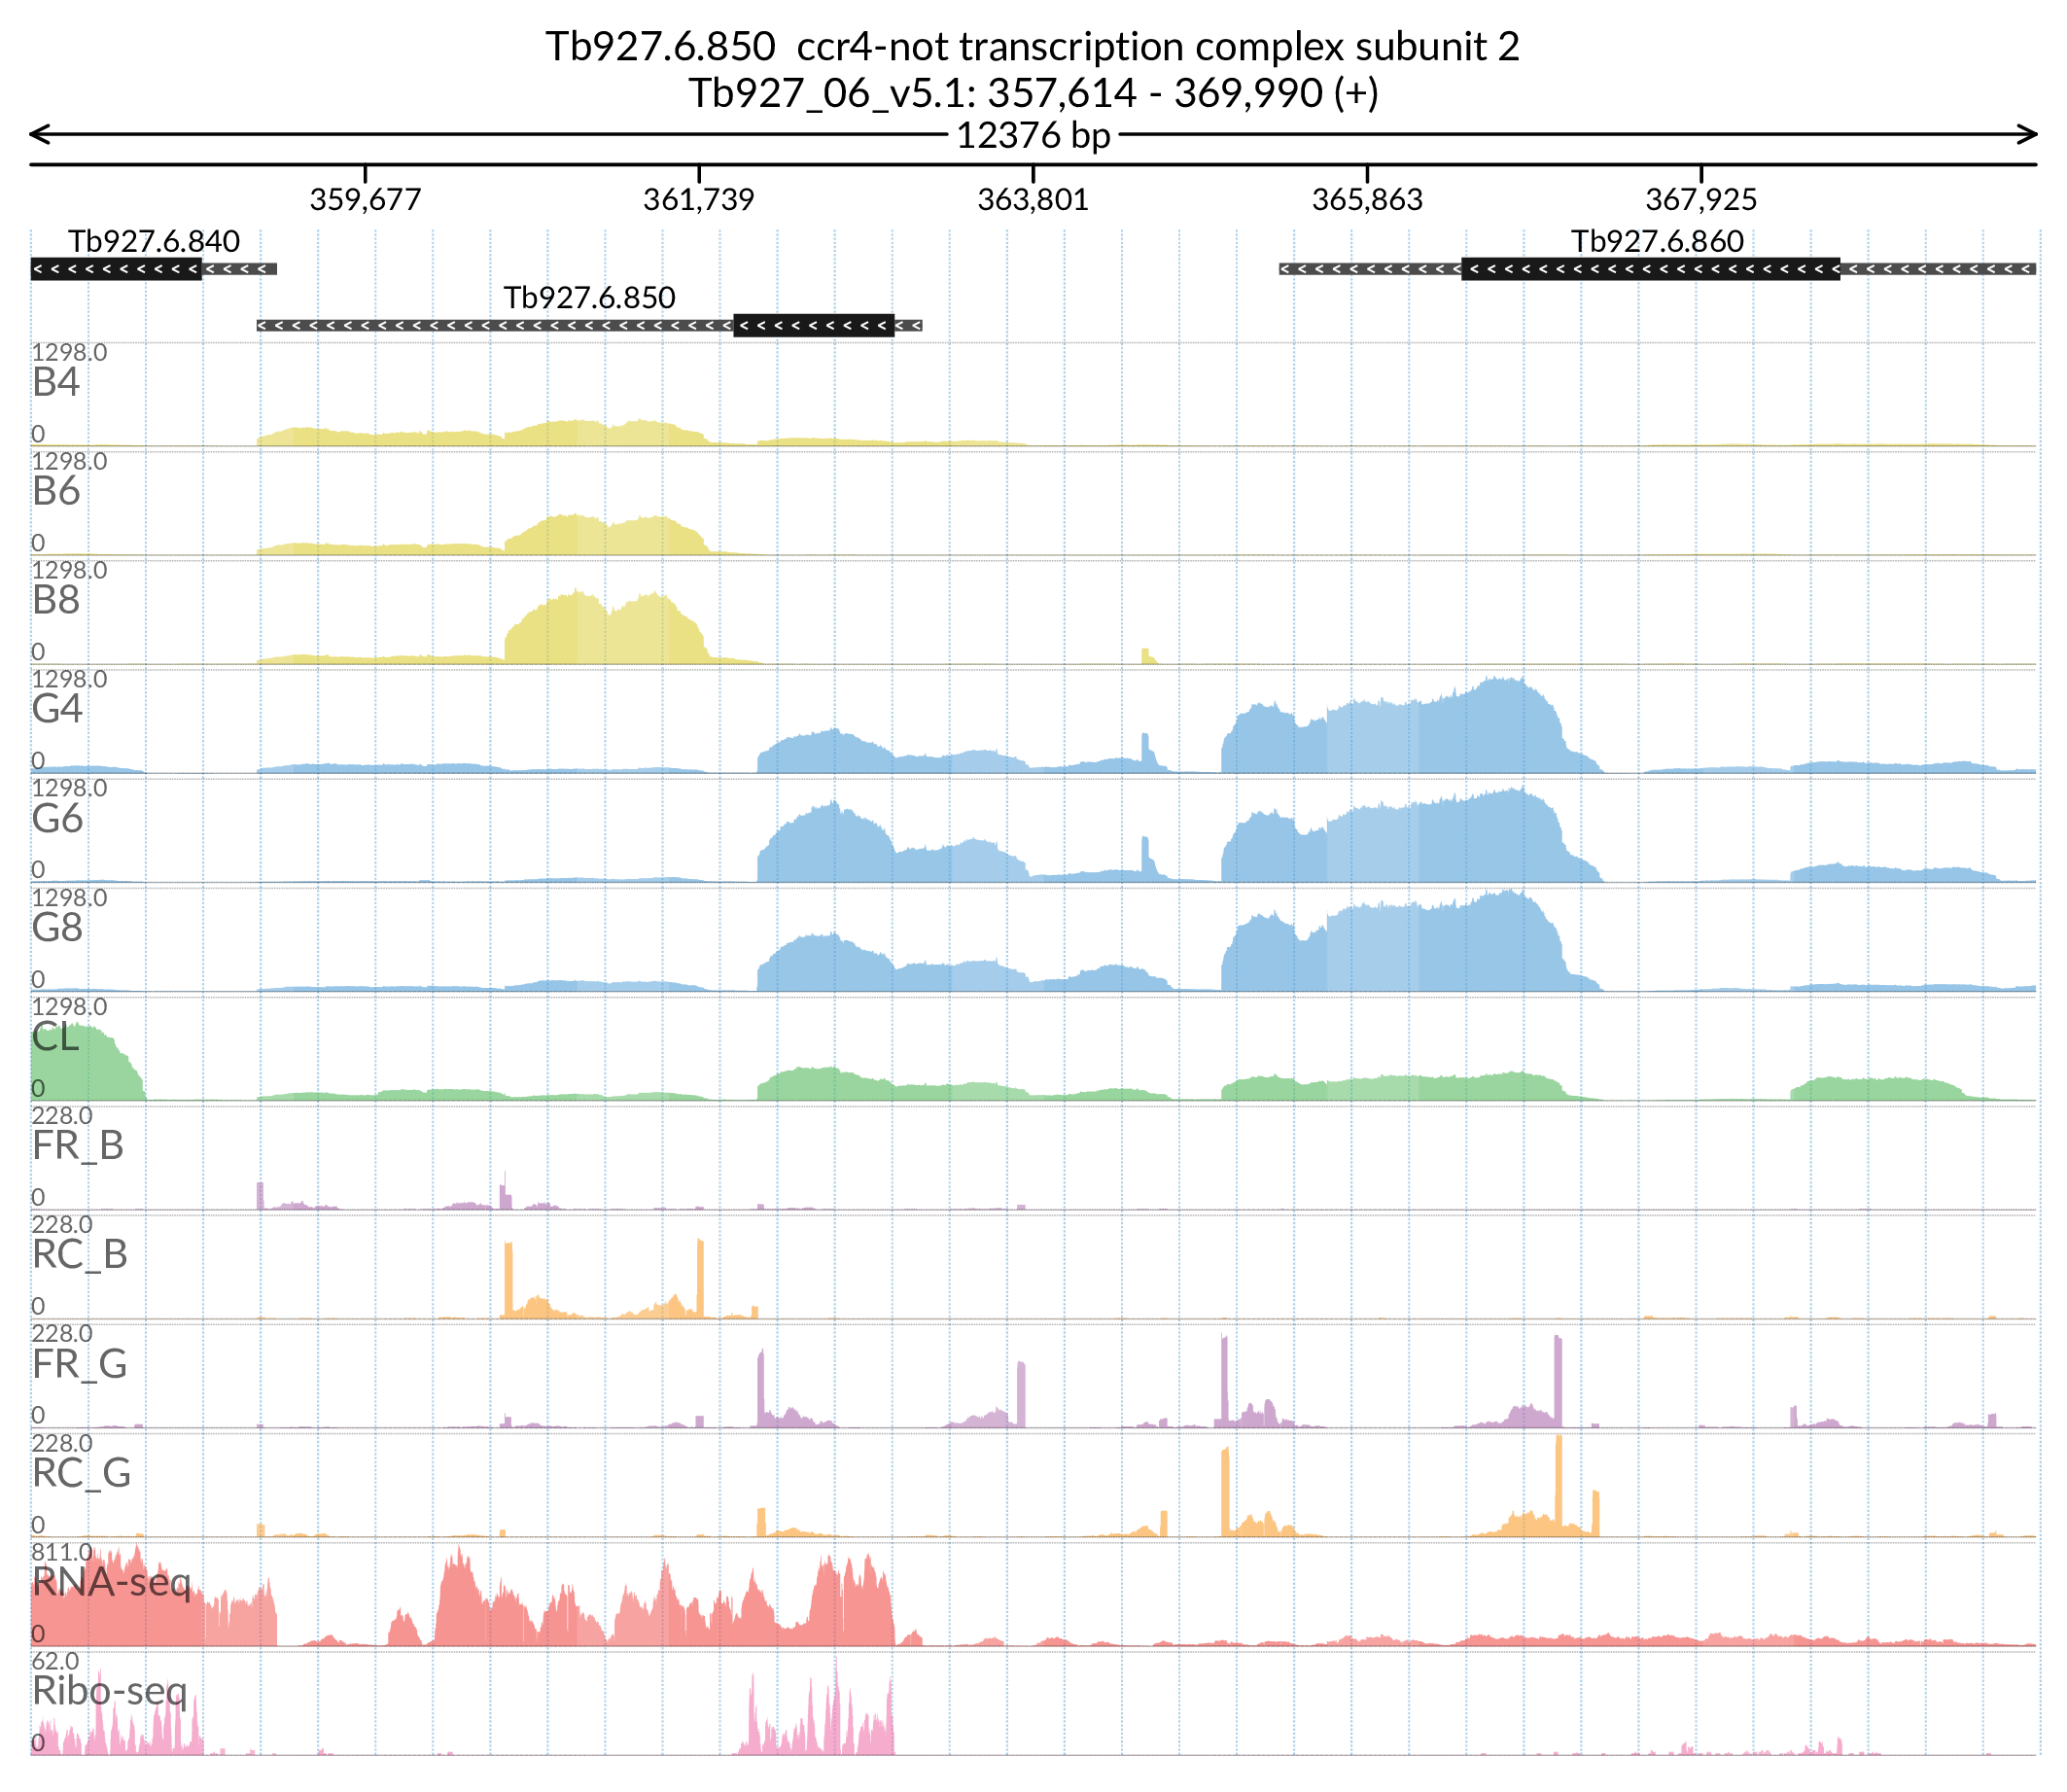 Tb927.6.850 ccr4-not transcription complex subunit 2
Tb927_06_v5.1: 357,614 - 369,990 (+)
12376 bp
359,677 361,739 363,801 365,863 367,925
Tb927.6.840 Tb927.6.860
Tb927.6.850
1298.0
B4
0
1298.0
B6
0
1298.0
B8
0
1298.0
G4
0
1298.0
G6
0
1298.0
G8
0
1298.0
CL
0
228.0
FR_B
0
228.0
RC_B
0
228.0
FR_G
0
228.0
RC_G
0
811.0
RNA-seq
0
62.0
Ribo-seq
0